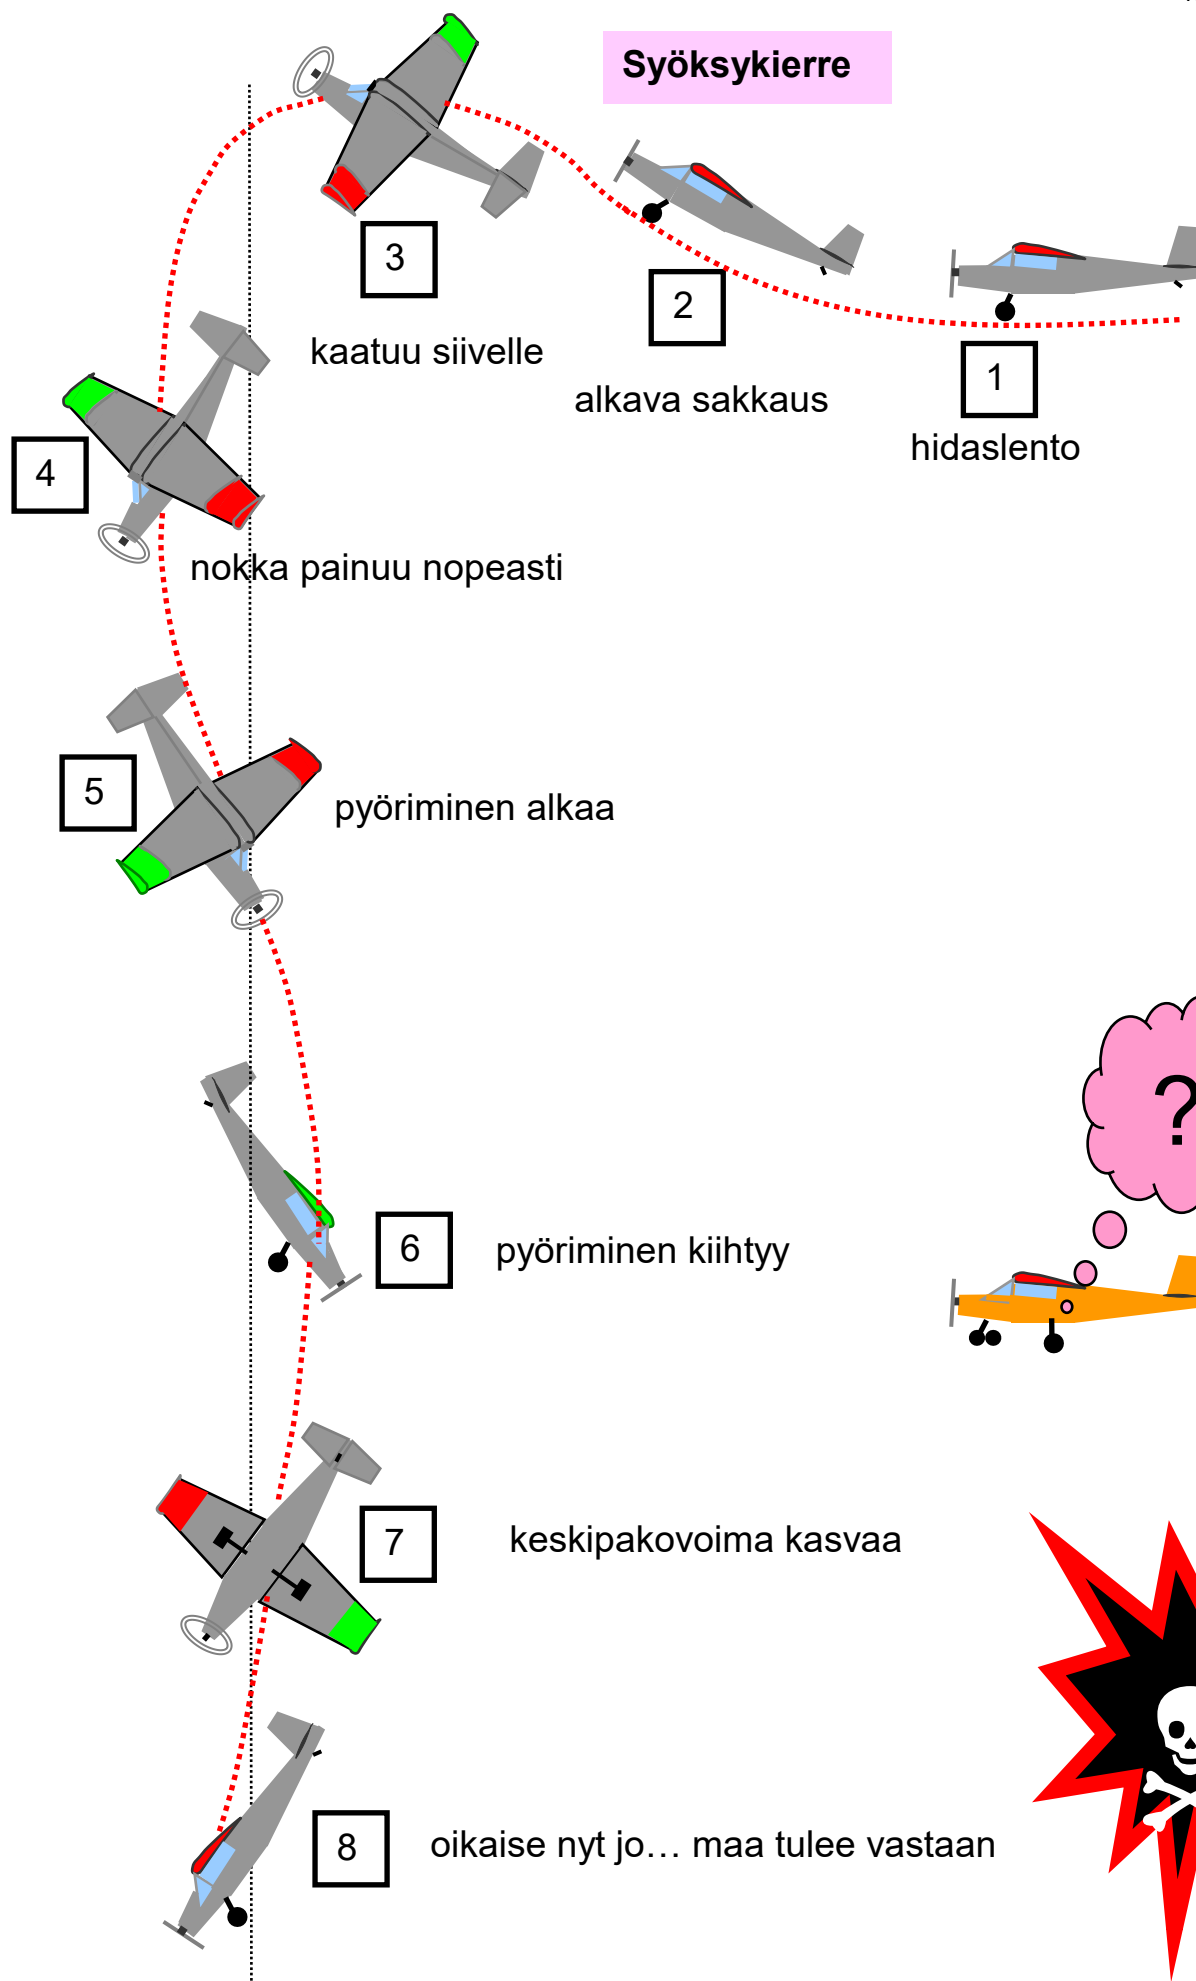 Syöksykierre
3
kaatuu siivelle
2
alkava sakkaus
1
hidaslento
4
nokka painuu nopeasti
5
pyöriminen alkaa
?
6
pyöriminen kiihtyy
7
keskipakovoima kasvaa
8
oikaise nyt jo... maa tulee vastaan